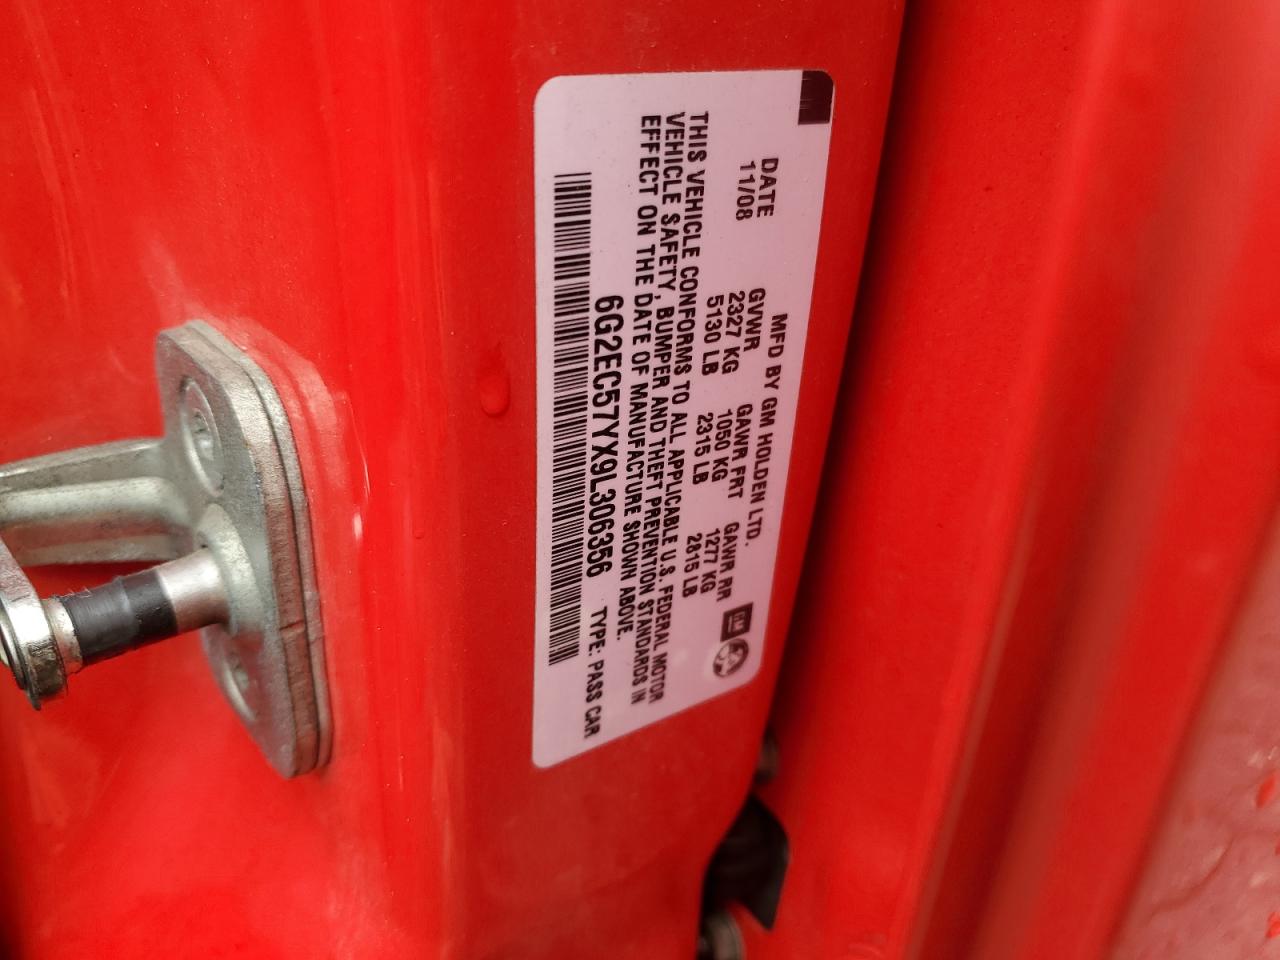 MFD BY GM HOLDEN LTD.
DATE GVWR GAWR FRT GAWR RR
11/08 2327 KG 1050 KG 1277 KG
5130 LB 2315 LB 2815 LB
GM
THIS VEHICLE CONFORMS TO ALL APPLICABLE U.S. FEDERAL MOTOR
VEHICLE SAFETY, BUMPER AND THEFT PREVENTION STANDARDS IN
EFFECT ON THE DATE OF MANUFACTURE SHOWN ABOVE.
6G2EC57YX9L306356 TYPE: PASS CAR